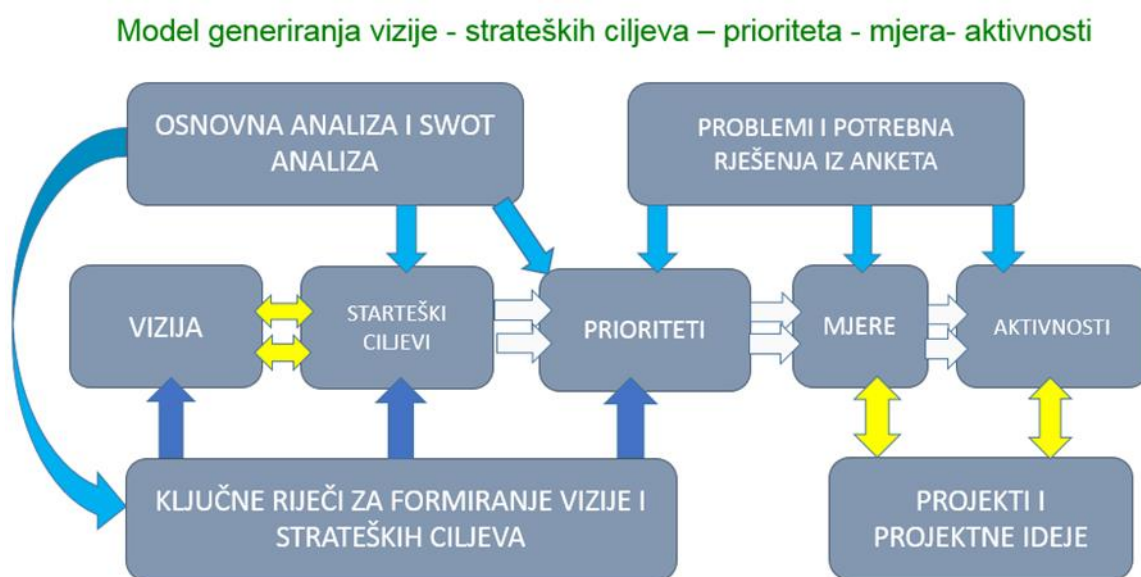 Model generiranja vizije - strateških ciljeva – prioriteta - mjera- aktivnosti
OSNOVNA ANALIZA I SWOT
ANALIZA
PROBLEMI I POTREBNA
RJEŠENJA IZ ANKETA
VIZIJA
STARTEŠKI
CILJEVI
PRIORITETI
MJERE
AKTIVNOSTI
KLJUČNE RIJEČI ZA FORMIRANJE VIZIJE I
STRATEŠKIH CILJEVA
PROJEKTI I
PROJEKTNE IDEJE